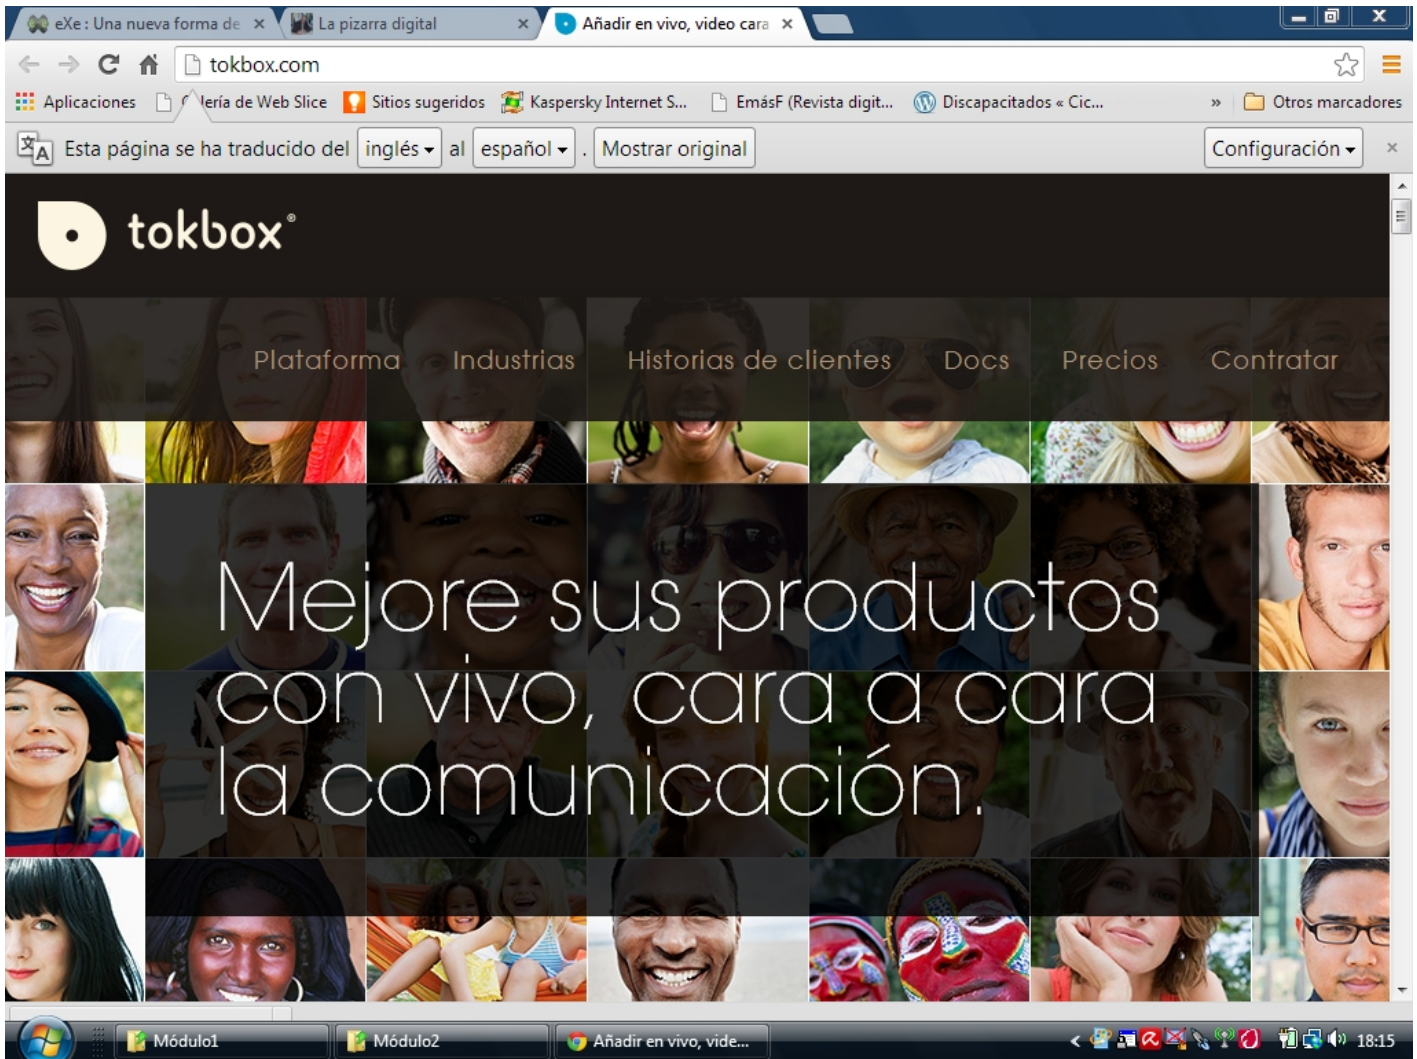 eXe : Una nueva forma de
La pizarra digital
Añadir en vivo, video cara
tokbox.com
Aplicaciones
lería de Web Slice
Sitios sugeridos
Kaspersky Internet S...
EmásF (Revista digit...
Discapacitados « Cic...
»
Otros marcadores
Esta página se ha traducido del inglés al español . Mostrar original
Configuración
tokbox®
Plataforma
Industrias
Historias de clientes
Docs
Precios
Contratar
Mejore sus productos
con vivo, cara a cara
la comunicación.
Módulo1
Módulo2
Añadir en vivo, vide...
18:15